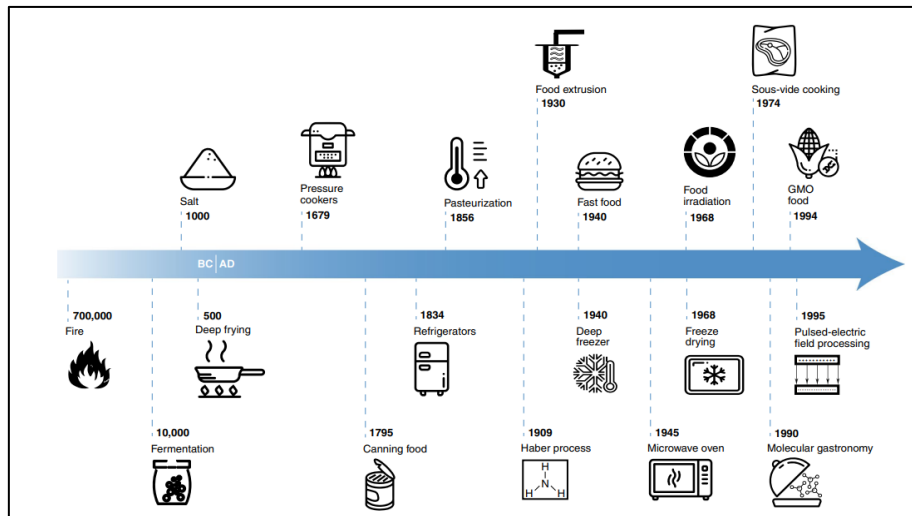 Food extrusion
1930
Sous-vide cooking
1974
Salt
1000
Pressure
cookers
1679
Pasteurization
1856
Fast food
1940
Food
irradiation
1968
GMO
food
1994
BC|AD
700,000
Fire
500
Deep frying
1834
Refrigerators
1940
Deep
freezer
1968
Freeze
drying
1995
Pulsed-electric
field processing
10,000
Fermentation
1795
Canning food
1909
Haber process
H
N
H H
1945
Microwave oven
1990
Molecular gastronomy